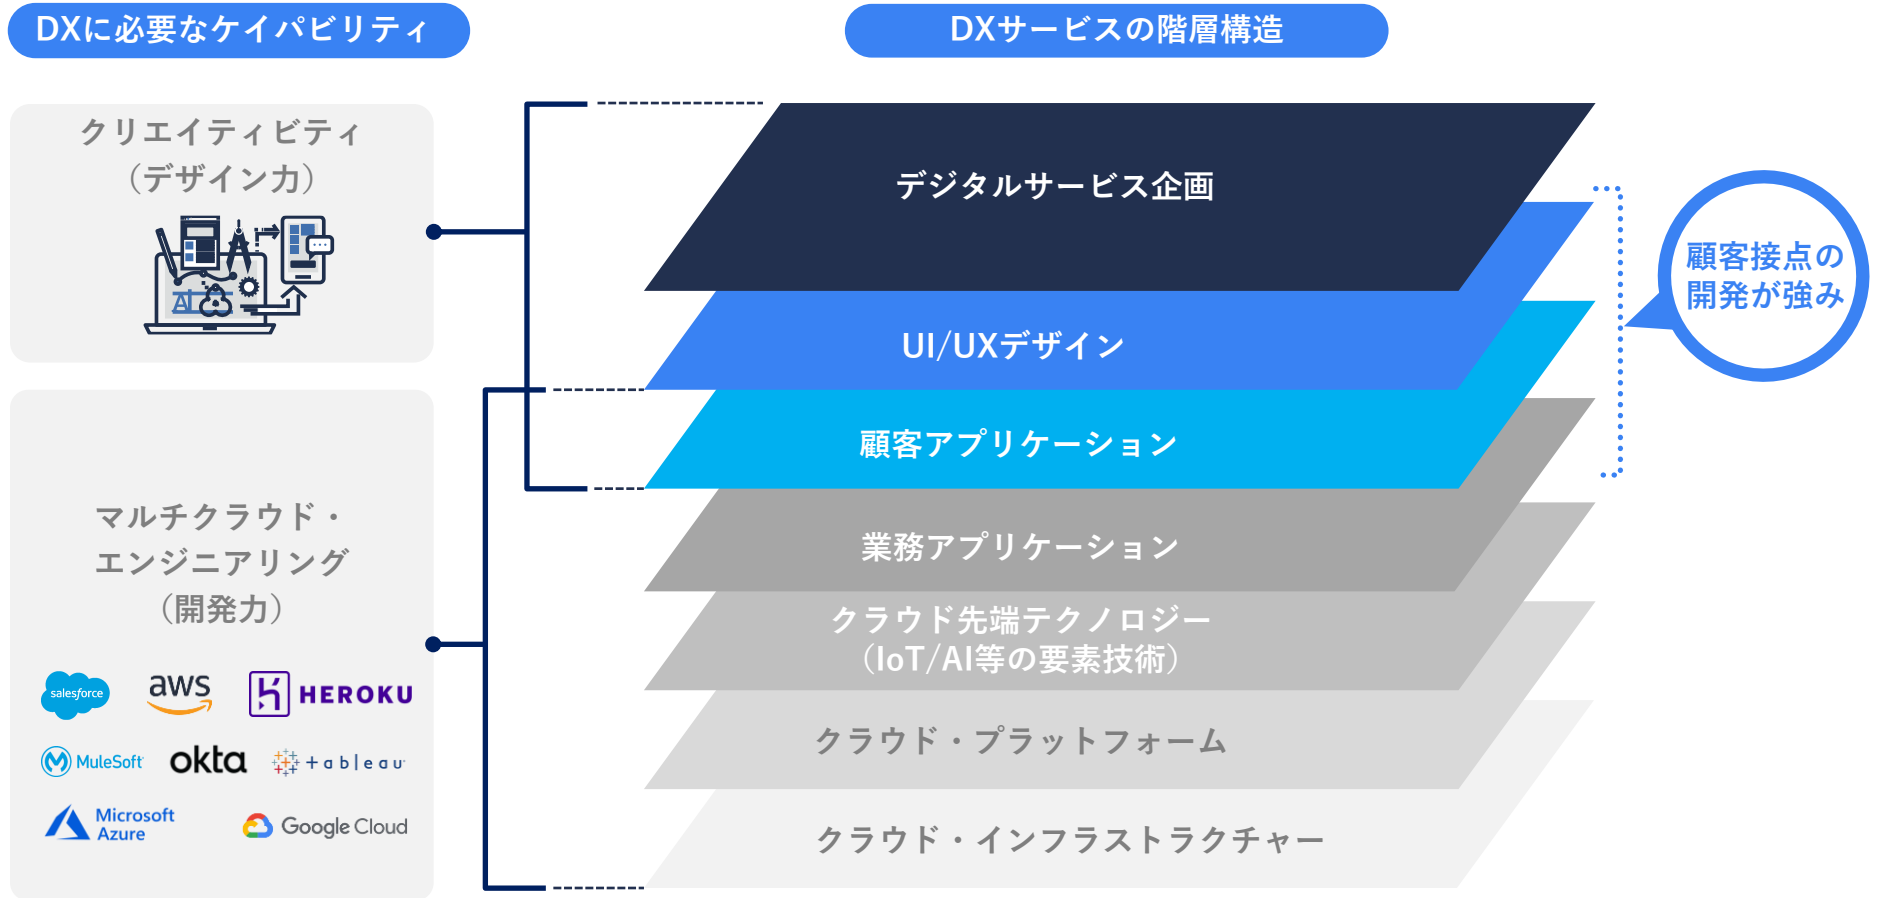 DXに必要なケイパビリティ
DXサービスの階層構造
クリエイティビティ
（デザイン力）
AI
マルチクラウド・
エンジニアリング
（開発力）
salesforce
aws
HEROKU
MuleSoft
okta
+ableau
Microsoft
Azure
Google Cloud
デジタルサービス企画
UI/UXデザイン
顧客アプリケーション
業務アプリケーション
クラウド先端テクノロジー
（IoT/AI等の要素技術）
クラウド・プラットフォーム
クラウド・インフラストラクチャー
顧客接点の
開発が強み